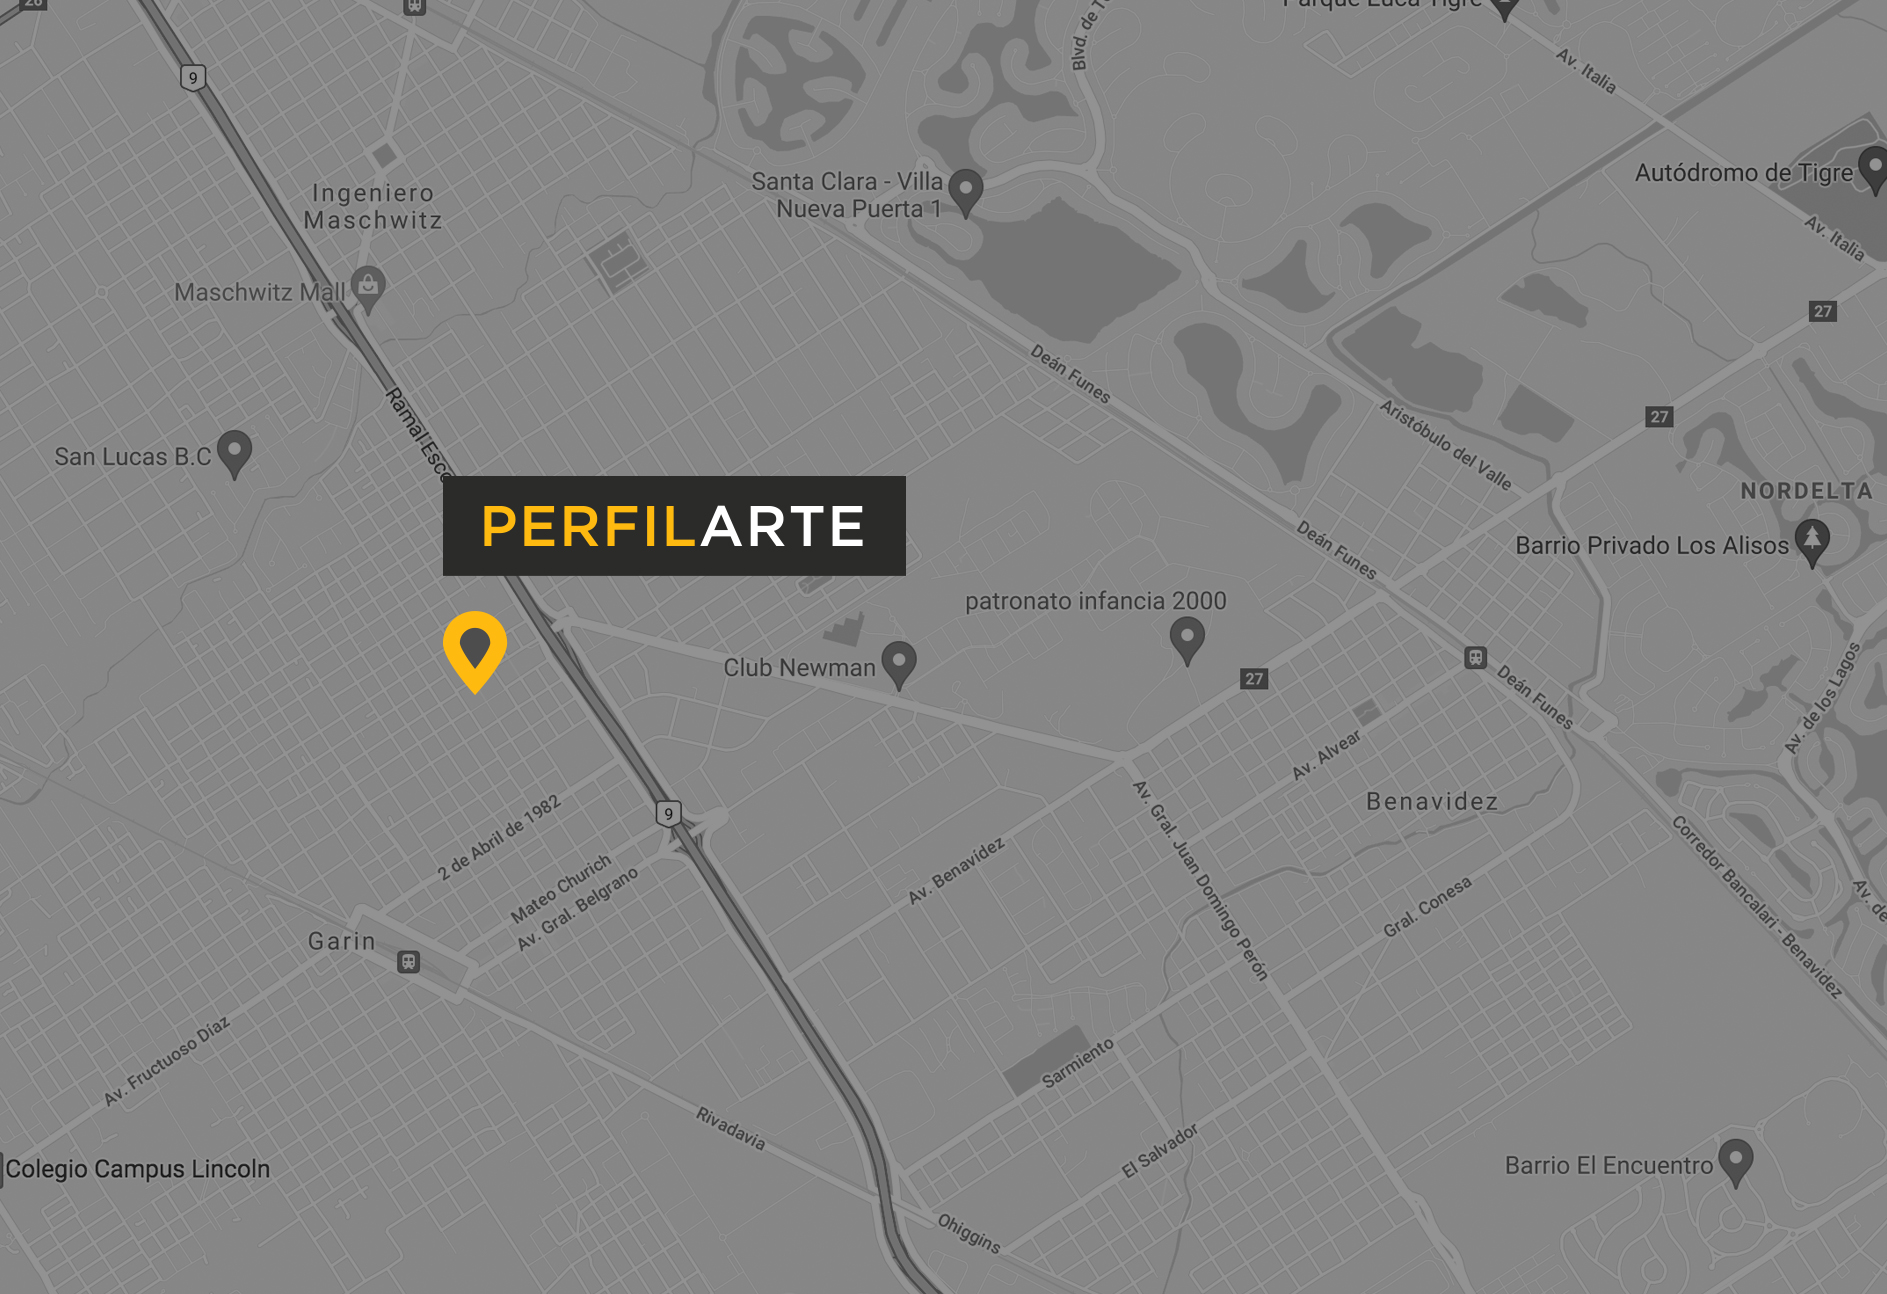 26
Parque Luca Tigre
Blvd. de To
Av. Italia
9
Autódromo de Tigre
Santa Clara - Villa
Nueva Puerta 1
Ingeniero
Maschwitz
Av. Italia
Maschwitz Mall
27
Deán Funes
Ramal Esco
Aristóbulo del Valle
27
San Lucas B.C
NORDELTA
PERFILARTE
Deán Funes
Barrio Privado Los Alisos
patronato infancia 2000
Club Newman
27
Deán Funes
Av. de los Lagos
Av. Alvear
Benavidez
9
2 de Abril de 1982
Av. Gral. Juan Domingo Perón
Mateo Churich
Av. Gral. Belgrano
Av. Benavídez
Gral. Conesa
Corredor Bancalari - Benavidez
Av. de
Garin
Av. Fructuoso Díaz
Sarmiento
Rivadavia
El Salvador
Colegio Campus Lincoln
Barrio El Encuentro
Ohiggins